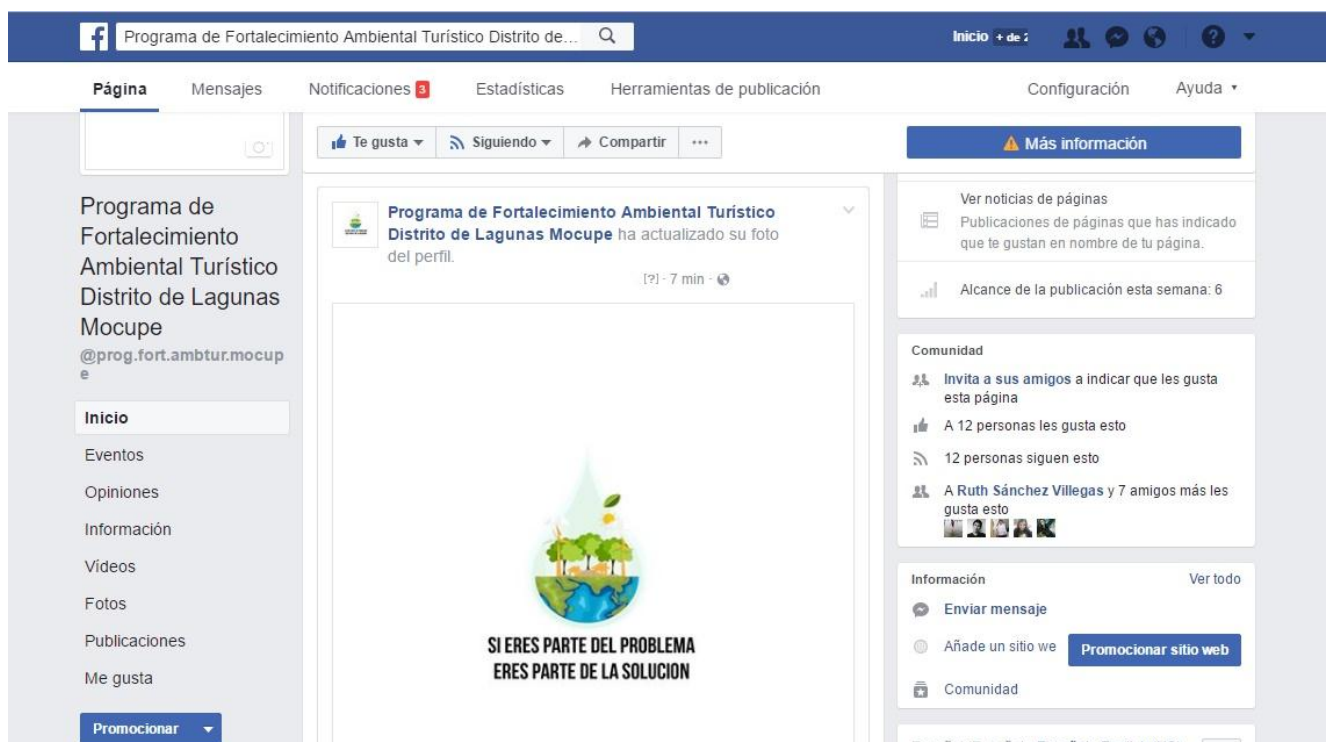 Programa de Fortalecimiento Ambiental Turístico Distrito de...
Inicio + de
Página Mensajes Notificaciones 3 Estadísticas Herramientas de publicación Configuración Ayuda
Te gusta Siguiendo Compartir ...
Más información
Programa de
Fortalecimiento
Ambiental Turístico
Distrito de Lagunas
Mocupe
@prog.fort.ambtur.mocup
e
Inicio
Eventos
Opiniones
Información
Vídeos
Fotos
Publicaciones
Me gusta
Promocionar
Programa de Fortalecimiento Ambiental Turístico
Distrito de Lagunas Mocupe ha actualizado su foto
del perfil.
[?] · 7 min ·
SI ERES PARTE DEL PROBLEMA
ERES PARTE DE LA SOLUCION
Ver noticias de páginas
Publicaciones de páginas que has indicado
que te gustan en nombre de tu página.
Alcance de la publicación esta semana: 6
Comunidad
Invita a sus amigos a indicar que les gusta
esta página
A 12 personas les gusta esto
12 personas siguen esto
A Ruth Sánchez Villegas y 7 amigos más les
gusta esto
Información Ver todo
Enviar mensaje
Añade un sitio we Promocionar sitio web
Comunidad